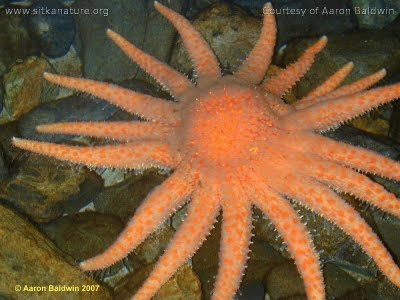 www.sitkanature.org
Courtesy of Aaron Baldwin
© Aaron Baldwin 2007